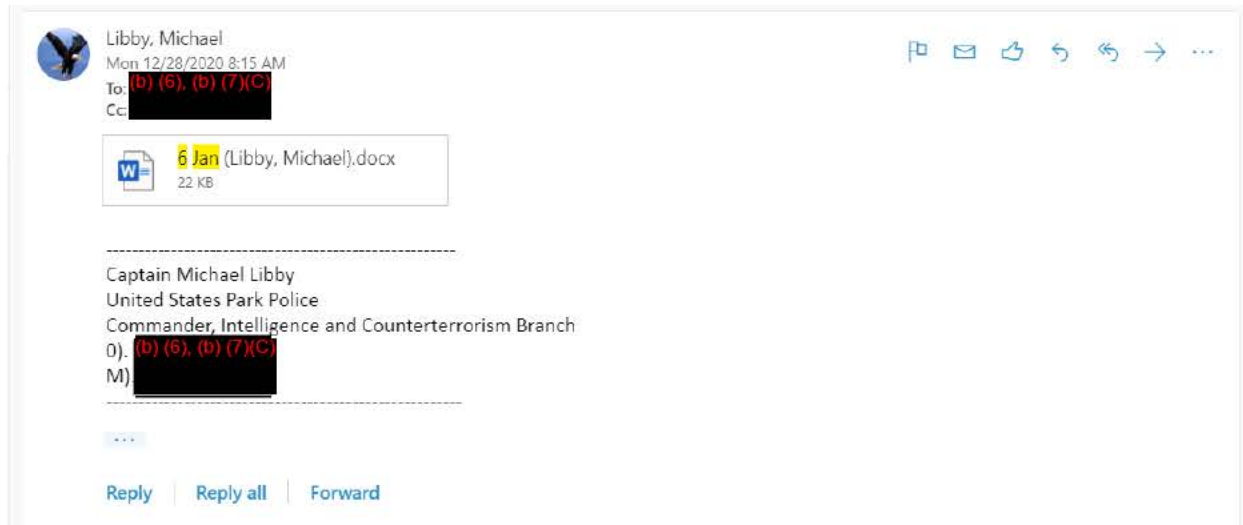 Libby, Michael
Mon 12/28/2020 8:15 AM
To: (b) (6), (b) (7)(C)
Cc:
6 Jan (Libby, Michael).docx
22 KB
----------------------------------------------------
Captain Michael Libby
United States Park Police
Commander, Intelligence and Counterterrorism Branch
0). (b) (6), (b) (7)(C)
M)
----------------------------------------------------
...
Reply Reply all Forward